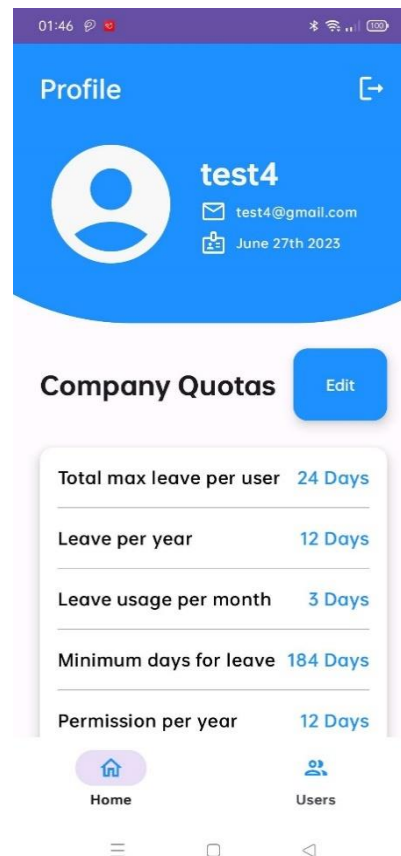 01:46
100
Profile
test4
test4@gmail.com
June 27th 2023
Company Quotas
Edit
Total max leave per user 24 Days
Leave per year 12 Days
Leave usage per month 3 Days
Minimum days for leave 184 Days
Permission per year 12 Days
Home
Users